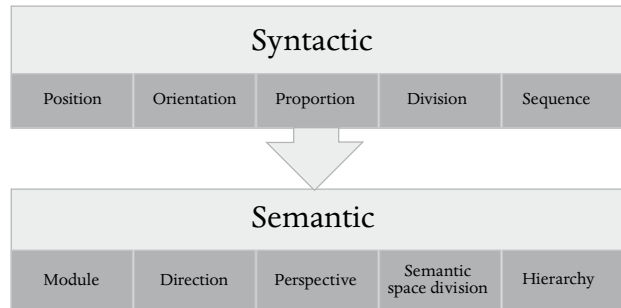 Syntactic
Position Orientation Proportion Division Sequence
Semantic
Module Direction Perspective Semantic space division Hierarchy